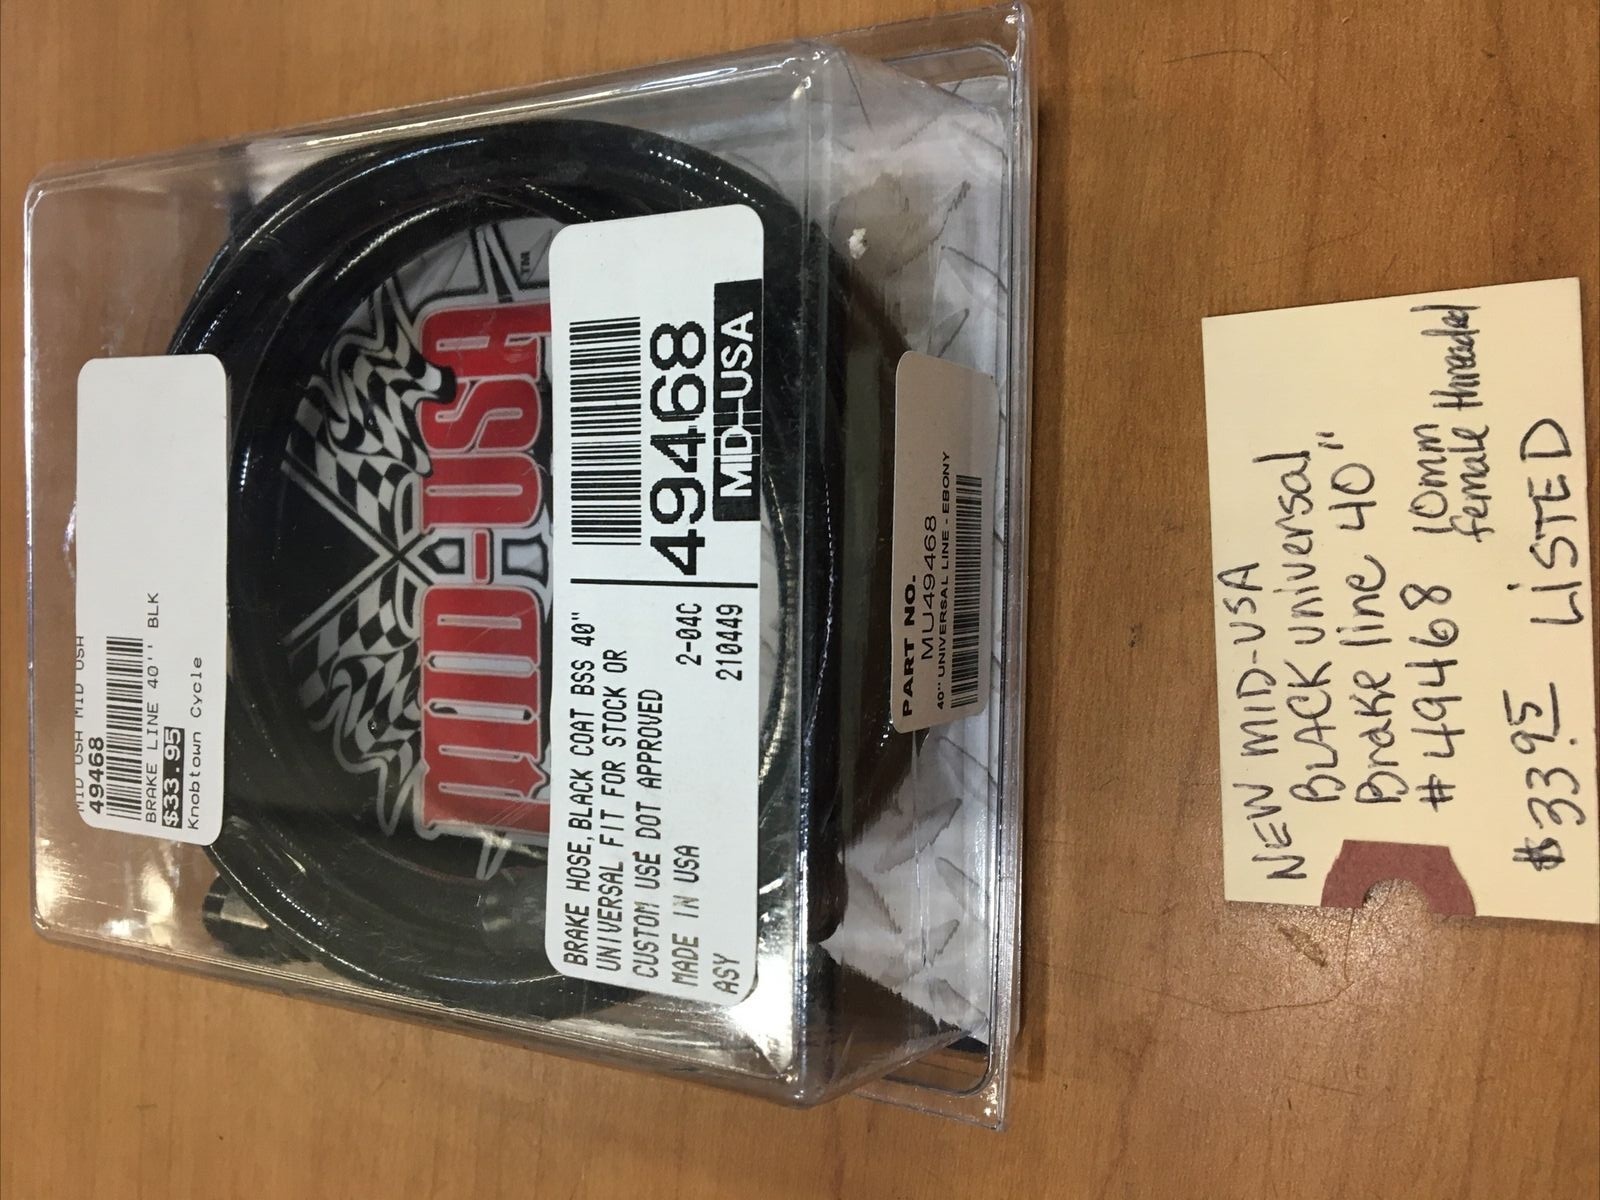 MID USA MID USA
49468
BRAKE LINE 40'' BLK
$33.95
Knobtown Cycle
MID-USA
TM
BRAKE HOSE, BLACK COAT BSS 40"
UNIVERSAL FIT FOR STOCK OR
CUSTOM USE DOT APPROVED
MADE IN USA
ASY
2-04C
210449
49468
MID-USA
PART NO.
MU49468
40" UNIVERSAL LINE - EBONY
NEW MID-USA
BLACK universal
Brake line 40"
#49468 10mm
female threaded
$33.95 LiSTED